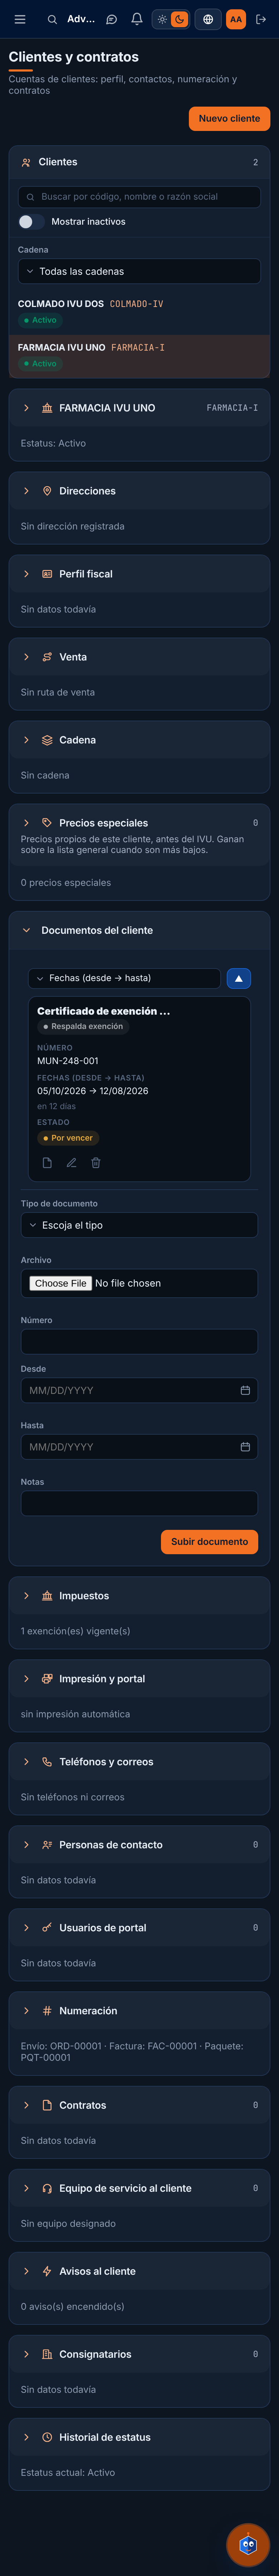 Adv...
AA
Clientes y contratos
Cuentas de clientes: perfil, contactos, numeración y
contratos
Nuevo cliente
Clientes 2
Buscar por código, nombre o razón social
Mostrar inactivos
Cadena
Todas las cadenas
COLMADO IVU DOS COLMADO-IV
Activo
FARMACIA IVU UNO FARMACIA-I
Activo
FARMACIA IVU UNO FARMACIA-I
Estatus: Activo
Direcciones
Sin dirección registrada
Perfil fiscal
Sin datos todavía
Venta
Sin ruta de venta
Cadena
Sin cadena
Precios especiales 0
Precios propios de este cliente, antes del IVU. Ganan
sobre la lista general cuando son más bajos.
0 precios especiales
Documentos del cliente
Fechas (desde → hasta) ▲
Certificado de exención ...
Respalda exención
NÚMERO
MUN-248-001
FECHAS (DESDE → HASTA)
05/10/2026 → 12/08/2026
en 12 días
ESTADO
Por vencer
Tipo de documento
Escoja el tipo
Archivo
Choose File No file chosen
Número
Desde
MM/DD/YYYY
Hasta
MM/DD/YYYY
Notas
Subir documento
Impuestos
1 exención(es) vigente(s)
Impresión y portal
sin impresión automática
Teléfonos y correos
Sin teléfonos ni correos
Personas de contacto 0
Sin datos todavía
Usuarios de portal 0
Sin datos todavía
Numeración
Envío: ORD-00001 · Factura: FAC-00001 · Paquete:
PQT-00001
Contratos 0
Sin datos todavía
Equipo de servicio al cliente 0
Sin equipo designado
Avisos al cliente
0 aviso(s) encendido(s)
Consignatarios 0
Sin datos todavía
Historial de estatus
Estatus actual: Activo